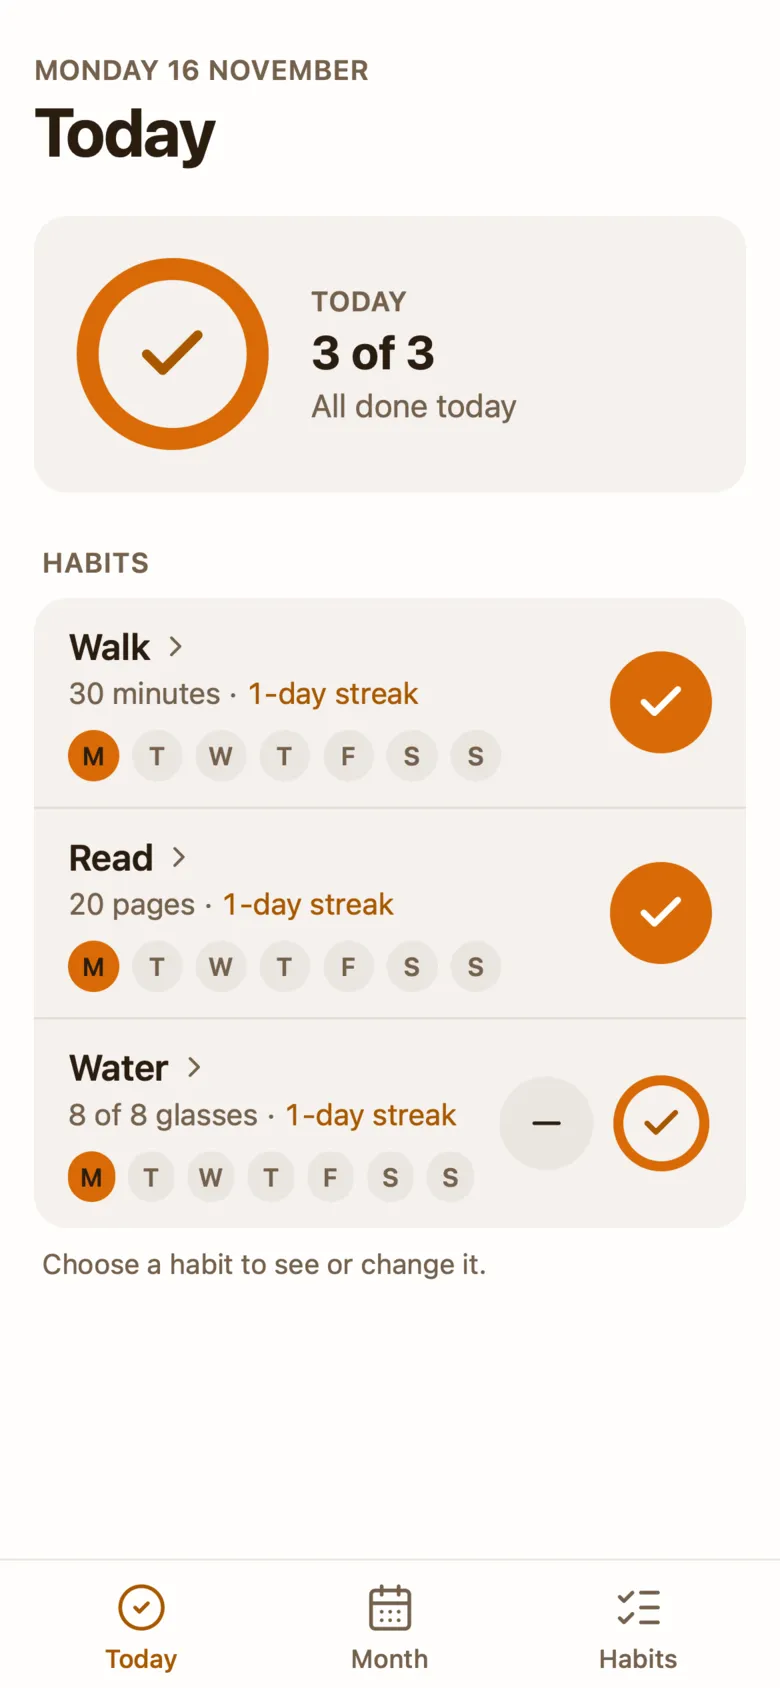 MONDAY 16 NOVEMBER
Today
TODAY
3 of 3
All done today
HABITS
Walk
30 minutes · 1-day streak
M T W T F S S
Read
20 pages · 1-day streak
M T W T F S S
Water
8 of 8 glasses · 1-day streak
M T W T F S S
Choose a habit to see or change it.
Today Month Habits